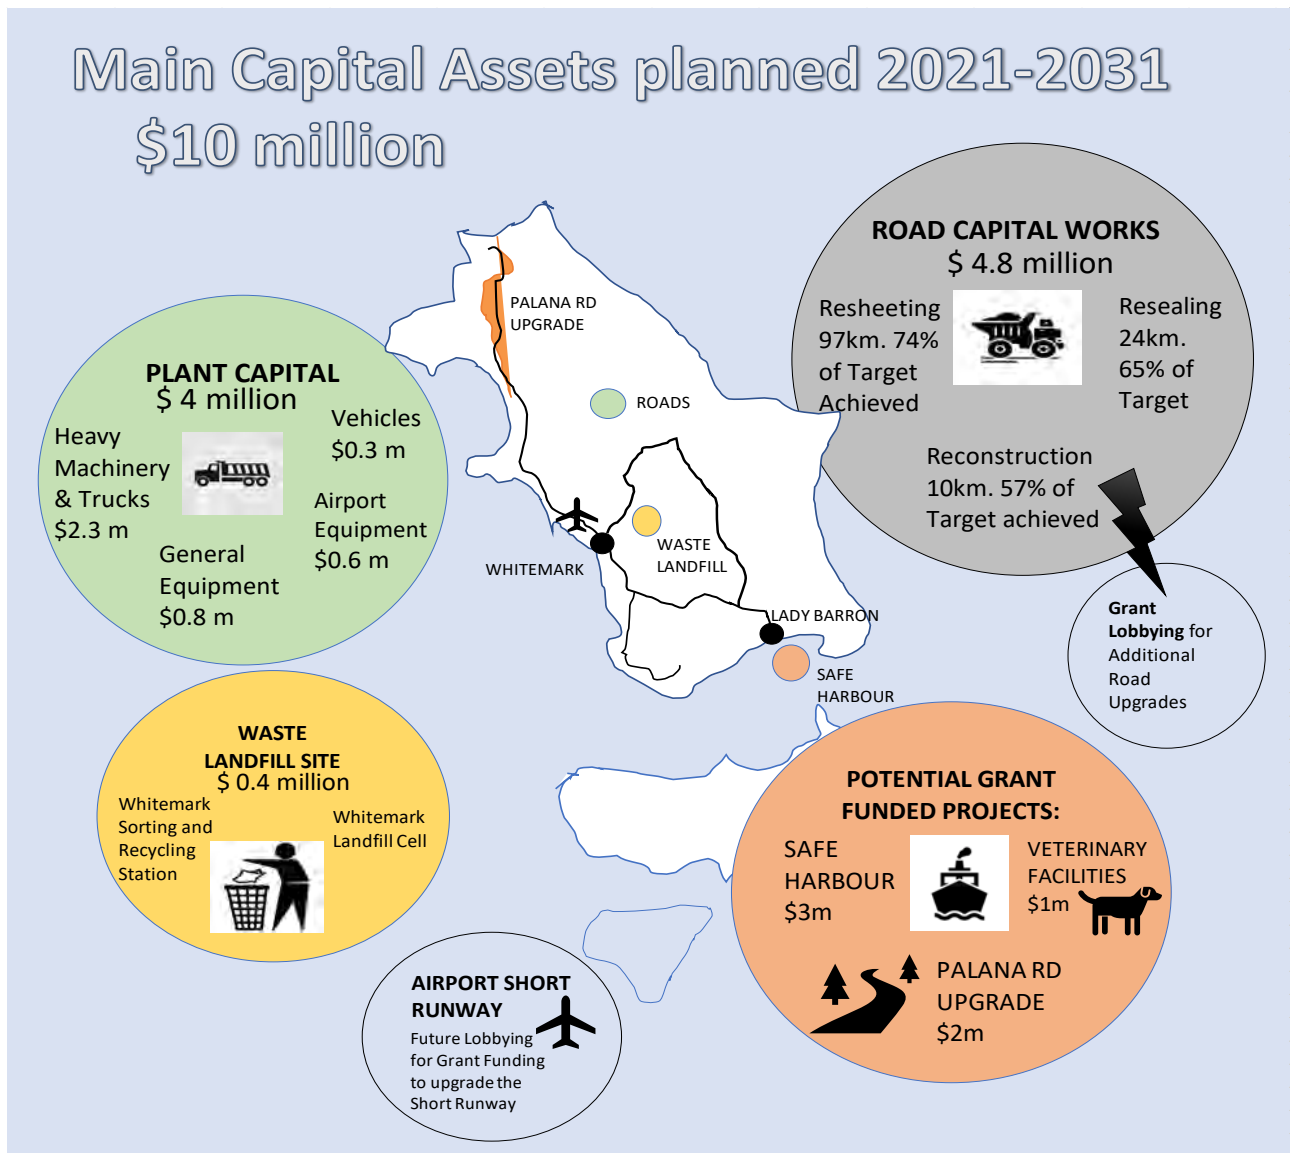 Main Capital Assets planned 2021-2031
$10 million
ROAD CAPITAL WORKS
$ 4.8 million
Resheeting
97km. 74%
of Target
Achieved
Resealing
24km.
65% of
Target
Reconstruction
10km. 57% of
Target achieved
Grant
Lobbying for
Additional
Road
Upgrades
PLANT CAPITAL
$ 4 million
Vehicles
$0.3 m
Heavy
Machinery
& Trucks
$2.3 m
Airport
Equipment
$0.6 m
General
Equipment
$0.8 m
PALANA RD
UPGRADE
ROADS
WASTE
LANDFILL
WHITEMARK
LADY BARRON
SAFE
HARBOUR
WASTE
LANDFILL SITE
$ 0.4 million
Whitemark
Sorting and
Recycling
Station
Whitemark
Landfill Cell
POTENTIAL GRANT
FUNDED PROJECTS:
SAFE
HARBOUR
$3m
VETERINARY
FACILITIES
$1m
PALANA RD
UPGRADE
$2m
AIRPORT SHORT
RUNWAY
Future Lobbying
for Grant Funding
to upgrade the
Short Runway